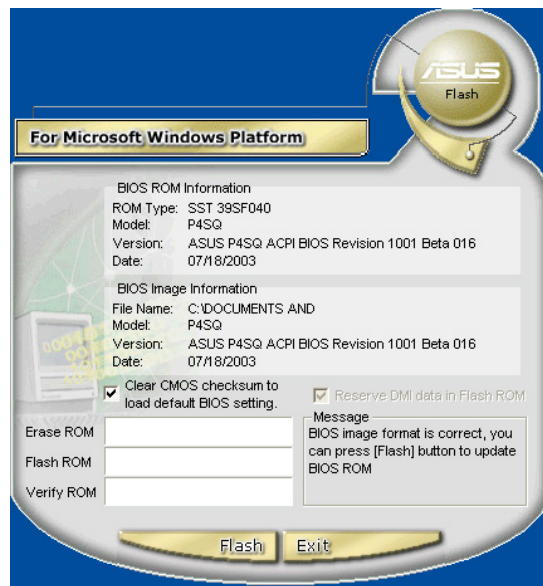 ASUS
Flash
For Microsoft Windows Platform
BIOS ROM Information
ROM Type: SST 39SF040
Model: P4SQ
Version: ASUS P4SQ ACPI BIOS Revision 1001 Beta 016
Date: 07/18/2003
BIOS Image Information
File Name: C:\DOCUMENTS AND
Model: P4SQ
Version: ASUS P4SQ ACPI BIOS Revision 1001 Beta 016
Date: 07/18/2003
Clear CMOS checksum to
load default BIOS setting.
Reserve DMI data in Flash ROM
Erase ROM
Flash ROM
Verify ROM
Message
BIOS image format is correct, you
can press [Flash] button to update
BIOS ROM
Flash
Exit